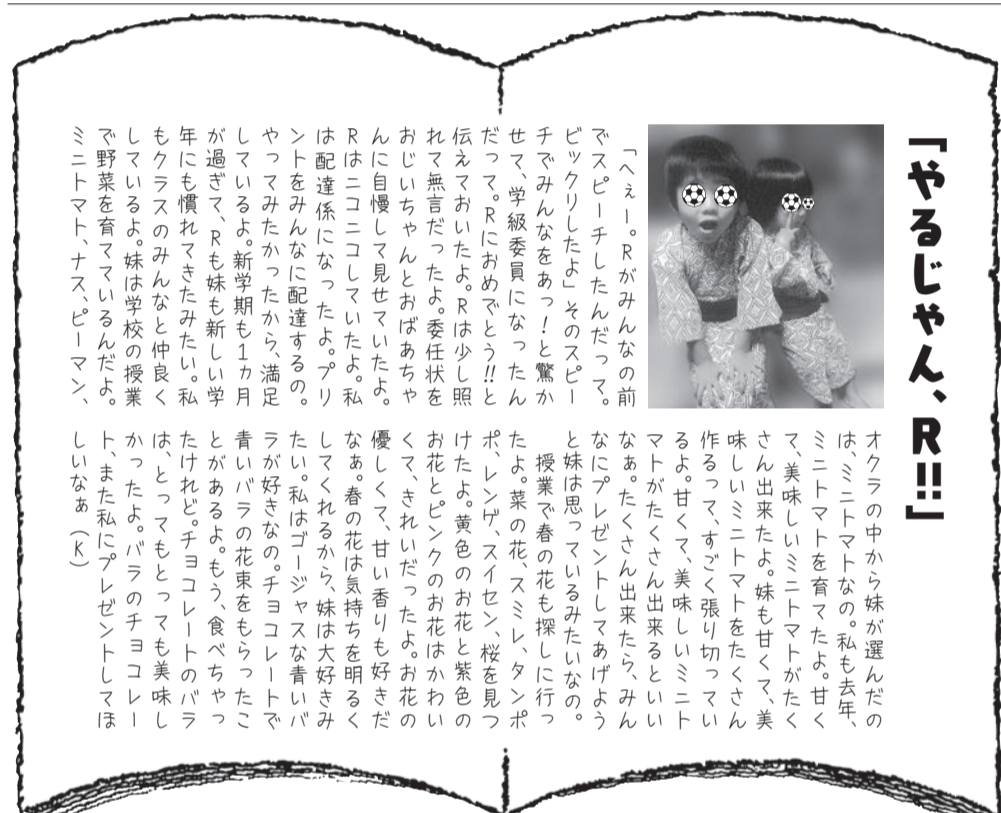 「やるじゃん、R!!」
「へぇー。Rがみんなの前
でスピーチしたんだって。
ビックリしたよ」そのスピー
チでみんなをあっ!と驚か
せて、学級委員になったん
だって。Rにおめでとう!!と
伝えておいたよ。Rは少し照
れて無言だったよ。委任状を
おじいちゃんとおばあちゃ
んに自慢して見せていたよ。
Rはニコニコしていたよ。私
は配達係になったよ。プリ
ントをみんなに配達するの。
やってみたかったから、満足
しているよ。新学期も1ヵ月
が過ぎて、Rも妹も新しい学
年にも慣れてきたみたい。私
もクラスのみんなと仲良く
しているよ。妹は学校の授業
で野菜を育てているんだよ。
ミニトマト、ナス、ピーマン、
オクラの中から妹が選んだの
は、ミニトマトなの。私も去年、
ミニトマトを育てたよ。甘く
て、美味しいミニトマトがたく
さん出来たよ。妹も甘くて、美
味しいミニトマトをたくさん
作るって、すごく張り切ってい
るよ。甘くて、美味しいミニト
マトがたくさん出来るといい
なぁ。たくさん出来たら、みん
なにプレゼントしてあげよう
と妹は思っているみたいなの。
授業で春の花も探しに行っ
たよ。菜の花、スミレ、タンポ
ポ、レンゲ、スイセン、桜を見つ
けたよ。黄色のお花と紫色の
お花とピンクのお花はかわい
くて、きれいだったよ。お花の
優しくて、甘い香りも好きだ
なぁ。春の花は気持ちを明るく
してくれるから、妹は大好きみ
たい。私はゴージャスな青いバ
ラが好きなの。チョコレートで
青いバラの花束をもらったこ
とがあるよ。もう、食べちゃっ
たけれど。チョコレートのバラ
は、とってもとっても美味し
かったよ。バラのチョコレー
ト、また私にプレゼントしてほ
しいなぁ(K)